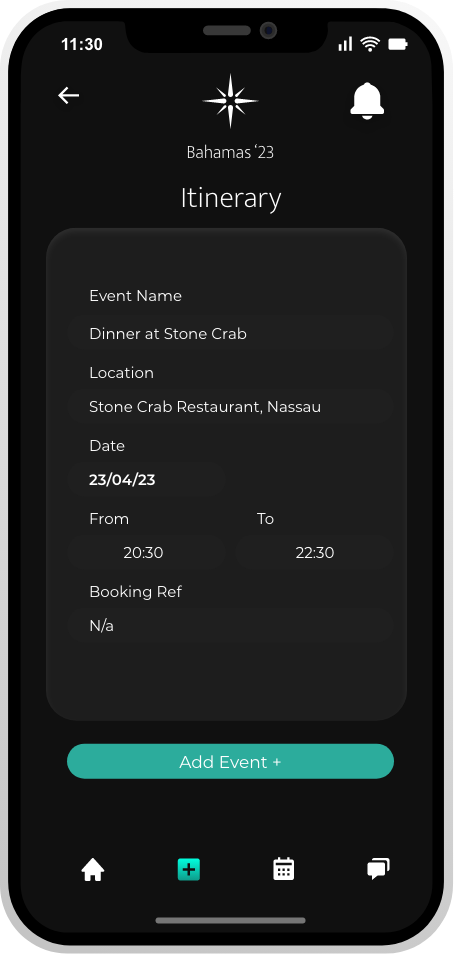 11:30
Bahamas ‘23
Itinerary
Event Name
Dinner at Stone Crab
Location
Stone Crab Restaurant, Nassau
Date
23/04/23
From To
20:30 22:30
Booking Ref
N/a
Add Event +